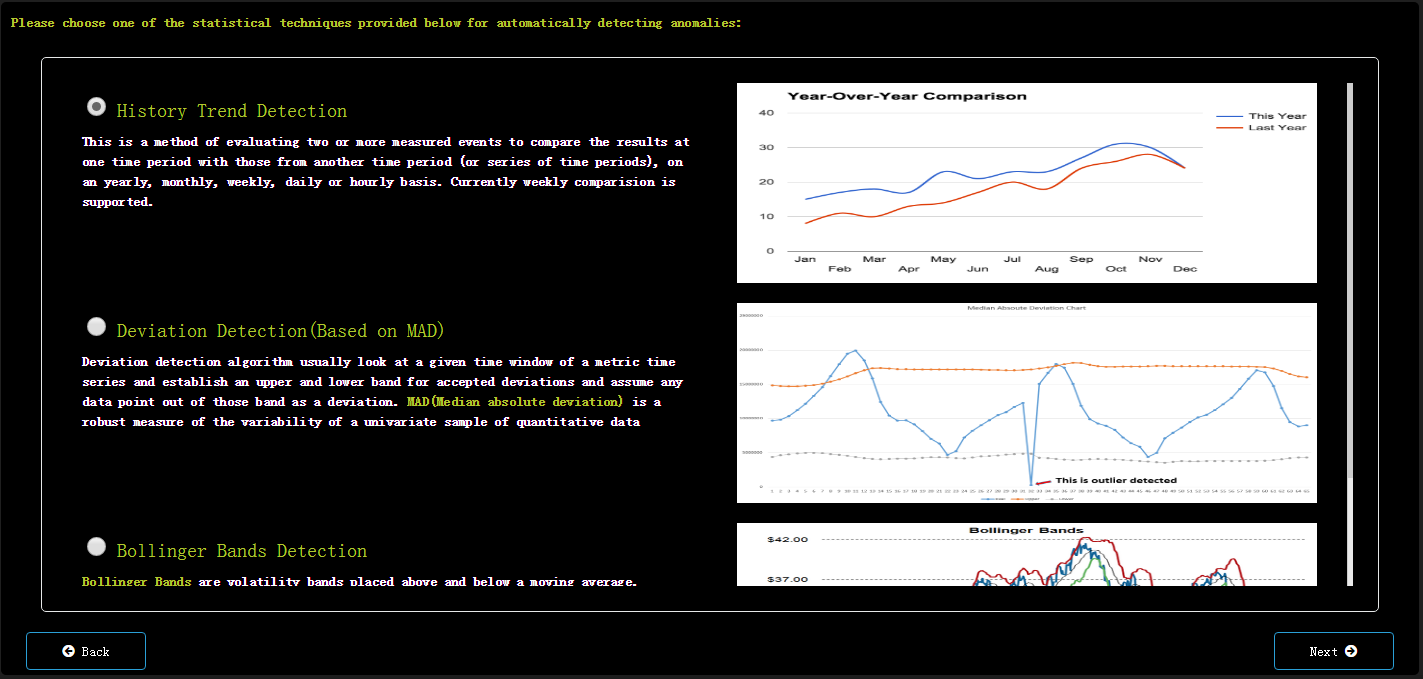 Please choose one of the statistical techniques provided below for automatically detecting anomalies:
History Trend Detection
This is a method of evaluating two or more measured events to compare the results at
one time period with those from another time period (or series of time periods), on
an yearly, monthly, weekly, daily or hourly basis. Currently weekly comparision is
supported.
Year-Over-Year Comparison
40
30
20
10
0
This Year
Last Year
Jan Feb Mar Apr May Jun Jul Aug Sep Oct Nov Dec
Deviation Detection(Based on MAD)
Deviation detection algorithm usually look at a given time window of a metric time
series and establish an upper and lower band for accepted deviations and assume any
data point out of those band as a deviation. MAD(Median absolute deviation) is a
robust measure of the variability of a univariate sample of quantitative data
Median Absoute Deviation Chart
This is outlier detected
Bollinger Bands Detection
Bollinger Bands are volatility bands placed above and below a moving average.
Bollinger Bands
$42.00
$37.00
Back
Next